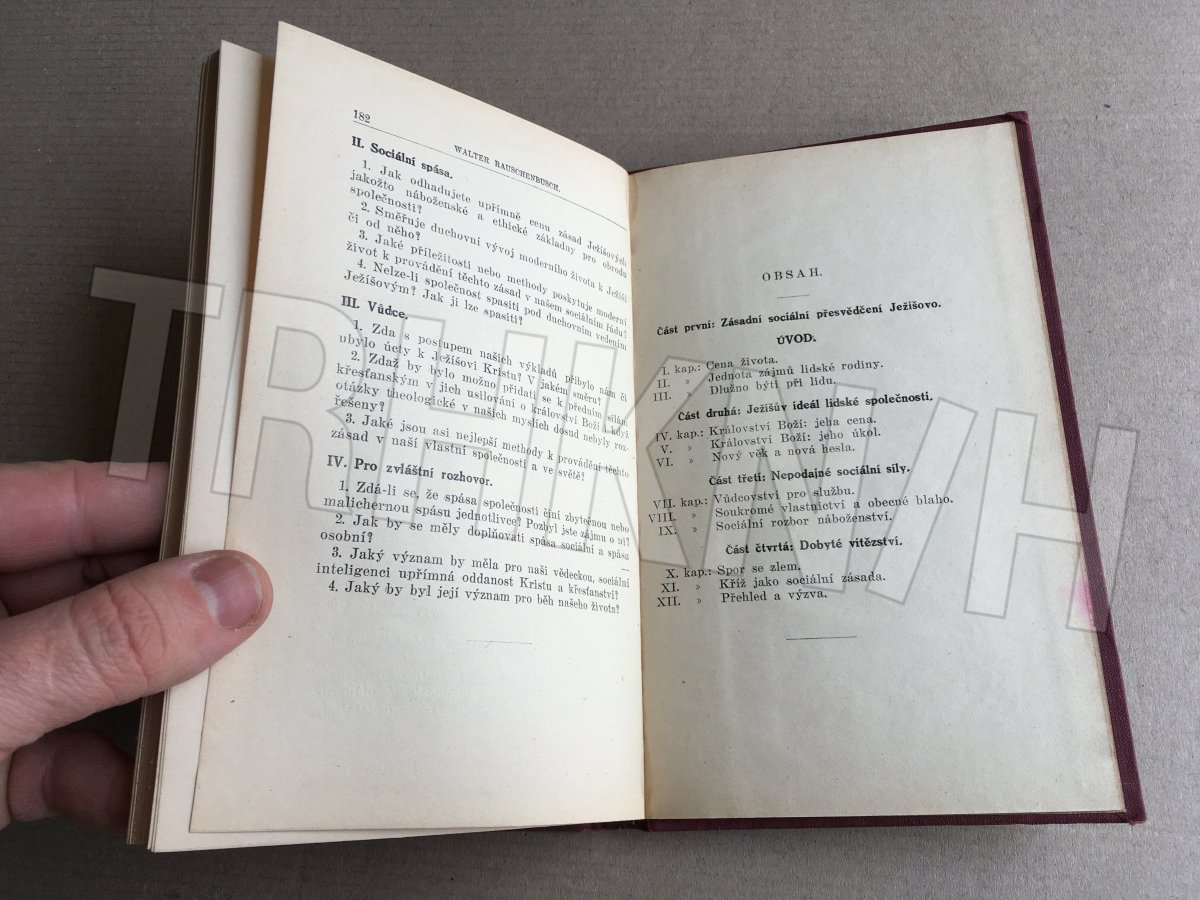 182
WALTER RAUSCHENBUSCH.
II. Sociální spása.
1. Jak odhadujete upřímně cenu zásad Ježíšových
jakožto náboženské a ethické základny pro obrodu
společnosti?
2. Směřuje duchovní vývoj moderního života k Ježíši
či od něho?
3. Jaké příležitosti nebo methody poskytuje moderní
život k provádění těchto zásad v našem sociálním řádu?
4. Nelze-li společnost spasiti pod duchovním vedením
Ježíšovým? Jak ji lze spasiti?
III. Vůdce.
1. Zda s postupem našich výkladů přibylo nám či
ubylo úcty k Ježíšovi Kristu? V jakém směru?
2. Zdaž by bylo možno přidati se k předním silám
křesťanským v jich usilování o království Boží i když
otázky theologické v našich myslích dosud nebyly roz-
řešeny?
3. Jaké jsou asi nejlepší methody k provádění těchto
zásad v naší vlastní společnosti a ve světě?
IV. Pro zvláštní rozhovor.
1. Zdá-li se, že spása společnosti činí zbytečnou nebo
malichernou spásu jednotlivce? Pozbyl jste zájmu o ni?
2. Jak by se měly doplňovati spása sociální a spása
osobní?
3. Jaký význam by měla pro naši vědeckou, sociální
inteligenci upřímná oddanost Kristu a křesťanství?
4. Jaký by byl její význam pro běh našeho života?
OBSAH.
Část první: Zásadní sociální přesvědčení Ježíšovo.
ÚVOD.
I. kap.: Cena života.
II. » Jednota zájmů lidské rodiny.
III. » Dlužno býti při lidu.
Část druhá: Ježíšův ideál lidské společnosti.
IV. kap.: Království Boží: jeha cena.
V. » Království Boží: jeho úkol.
VI. » Nový věk a nová hesla.
Část třetí: Nepodajné sociální síly.
VII. kap.: Vůdcovství pro službu.
VIII. » Soukromé vlastnictví a obecné blaho.
IX. » Sociální rozbor náboženství.
Část čtvrtá: Dobyté vítězství.
X. kap.: Spor se zlem.
XI. » Kříž jako sociální zásada.
XII. » Přehled a výzva.
TRHKNIH